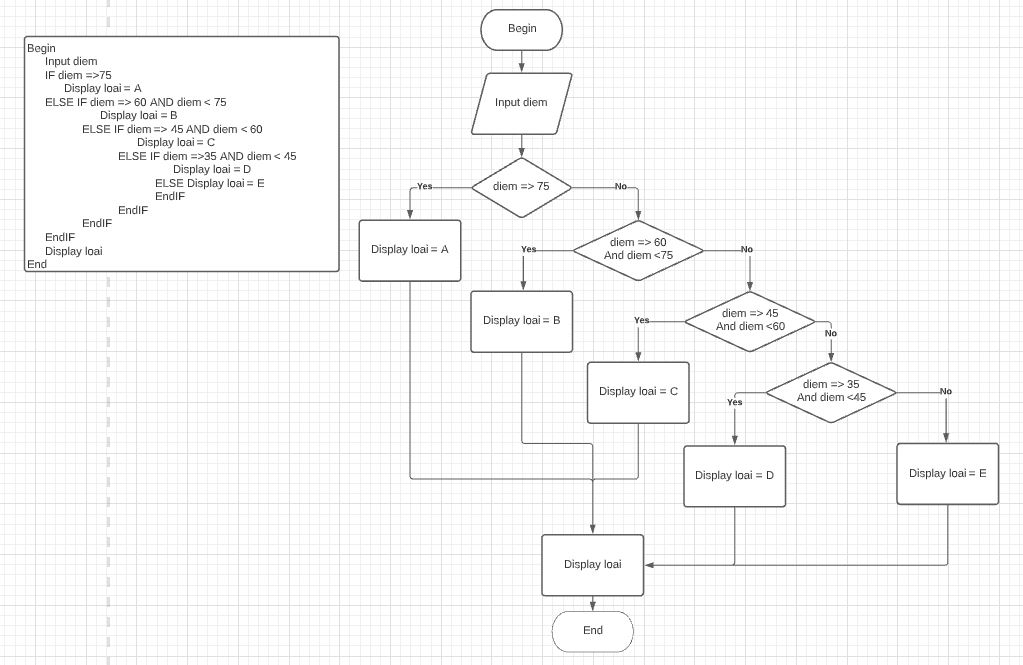 Begin
Input diem
IF diem =>75
Display loai = A
ELSE IF diem => 60 AND diem < 75
Display loai = B
ELSE IF diem => 45 AND diem < 60
Display loai = C
ELSE IF diem =>35 AND diem < 45
Display loai = D
ELSE Display loai = E
EndIF
EndIF
EndIF
EndIF
Display loai
End
Begin
Input diem
diem => 75
Yes
No
Display loai = A
diem => 60
And diem <75
Yes
No
Display loai = B
diem => 45
And diem <60
Yes
No
Display loai = C
diem => 35
And diem <45
Yes
No
Display loai = D
Display loai = E
Display loai
End